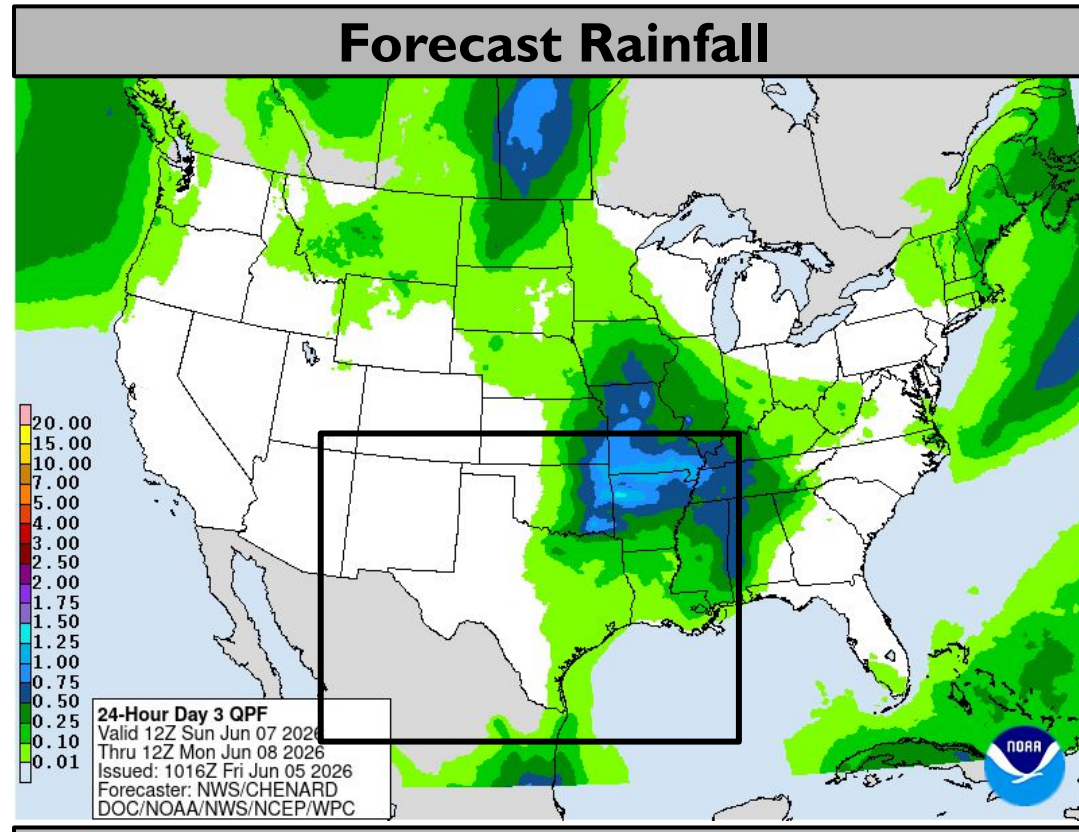 Forecast Rainfall
20.00
15.00
10.00
7.00
5.00
4.00
3.00
2.50
2.00
1.75
1.50
1.25
1.00
0.75
0.50
0.25
0.10
0.01
24-Hour Day 3 QPF
Valid 12Z Sun Jun 07 2026
Thru 12Z Mon Jun 08 2026
Issued: 1016Z Fri Jun 05 2026
Forecaster: NWS/CHENARD
DOC/NOAA/NWS/NCEP/WPC
NOAA